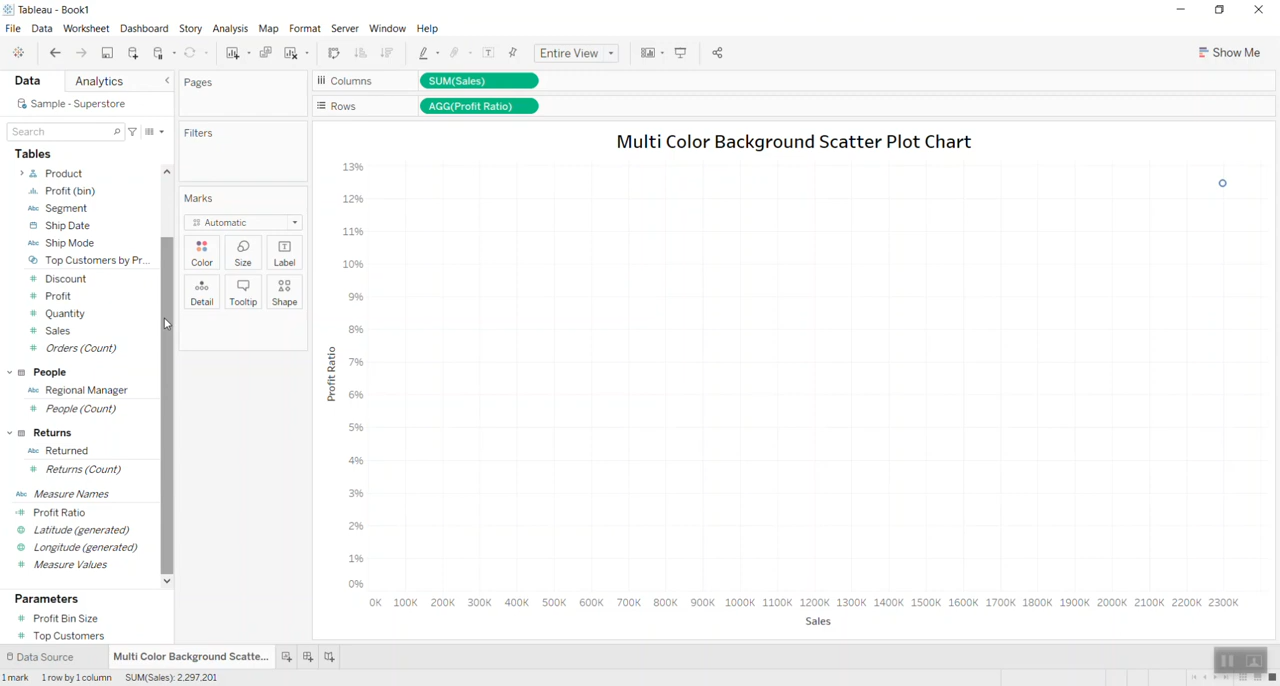 Tableau - Book1
File Data Worksheet Dashboard Story Analysis Map Format Server Window Help
Entire View
Show Me
Data Analytics
Sample - Superstore
Search
Tables
Product
Profit (bin)
Abc Segment
Ship Date
Abc Ship Mode
Top Customers by Pr...
Discount
Profit
Quantity
Sales
Orders (Count)
People
Abc Regional Manager
People (Count)
Returns
Abc Returned
Returns (Count)
Abc Measure Names
Profit Ratio
Latitude (generated)
Longitude (generated)
Measure Values
Parameters
Profit Bin Size
Top Customers
Pages
Filters
Marks
Automatic
Color Size Label
Detail Tooltip Shape
Columns SUM(Sales)
Rows AGG(Profit Ratio)
Multi Color Background Scatter Plot Chart
13%
12%
11%
10%
9%
8%
7%
6%
5%
4%
3%
2%
1%
0%
Profit Ratio
0K 100K 200K 300K 400K 500K 600K 700K 800K 900K 1000K 1100K 1200K 1300K 1400K 1500K 1600K 1700K 1800K 1900K 2000K 2100K 2200K 2300K
Sales
Data Source Multi Color Background Scatte...
1 mark 1 row by 1 column SUM(Sales): 2,297,201